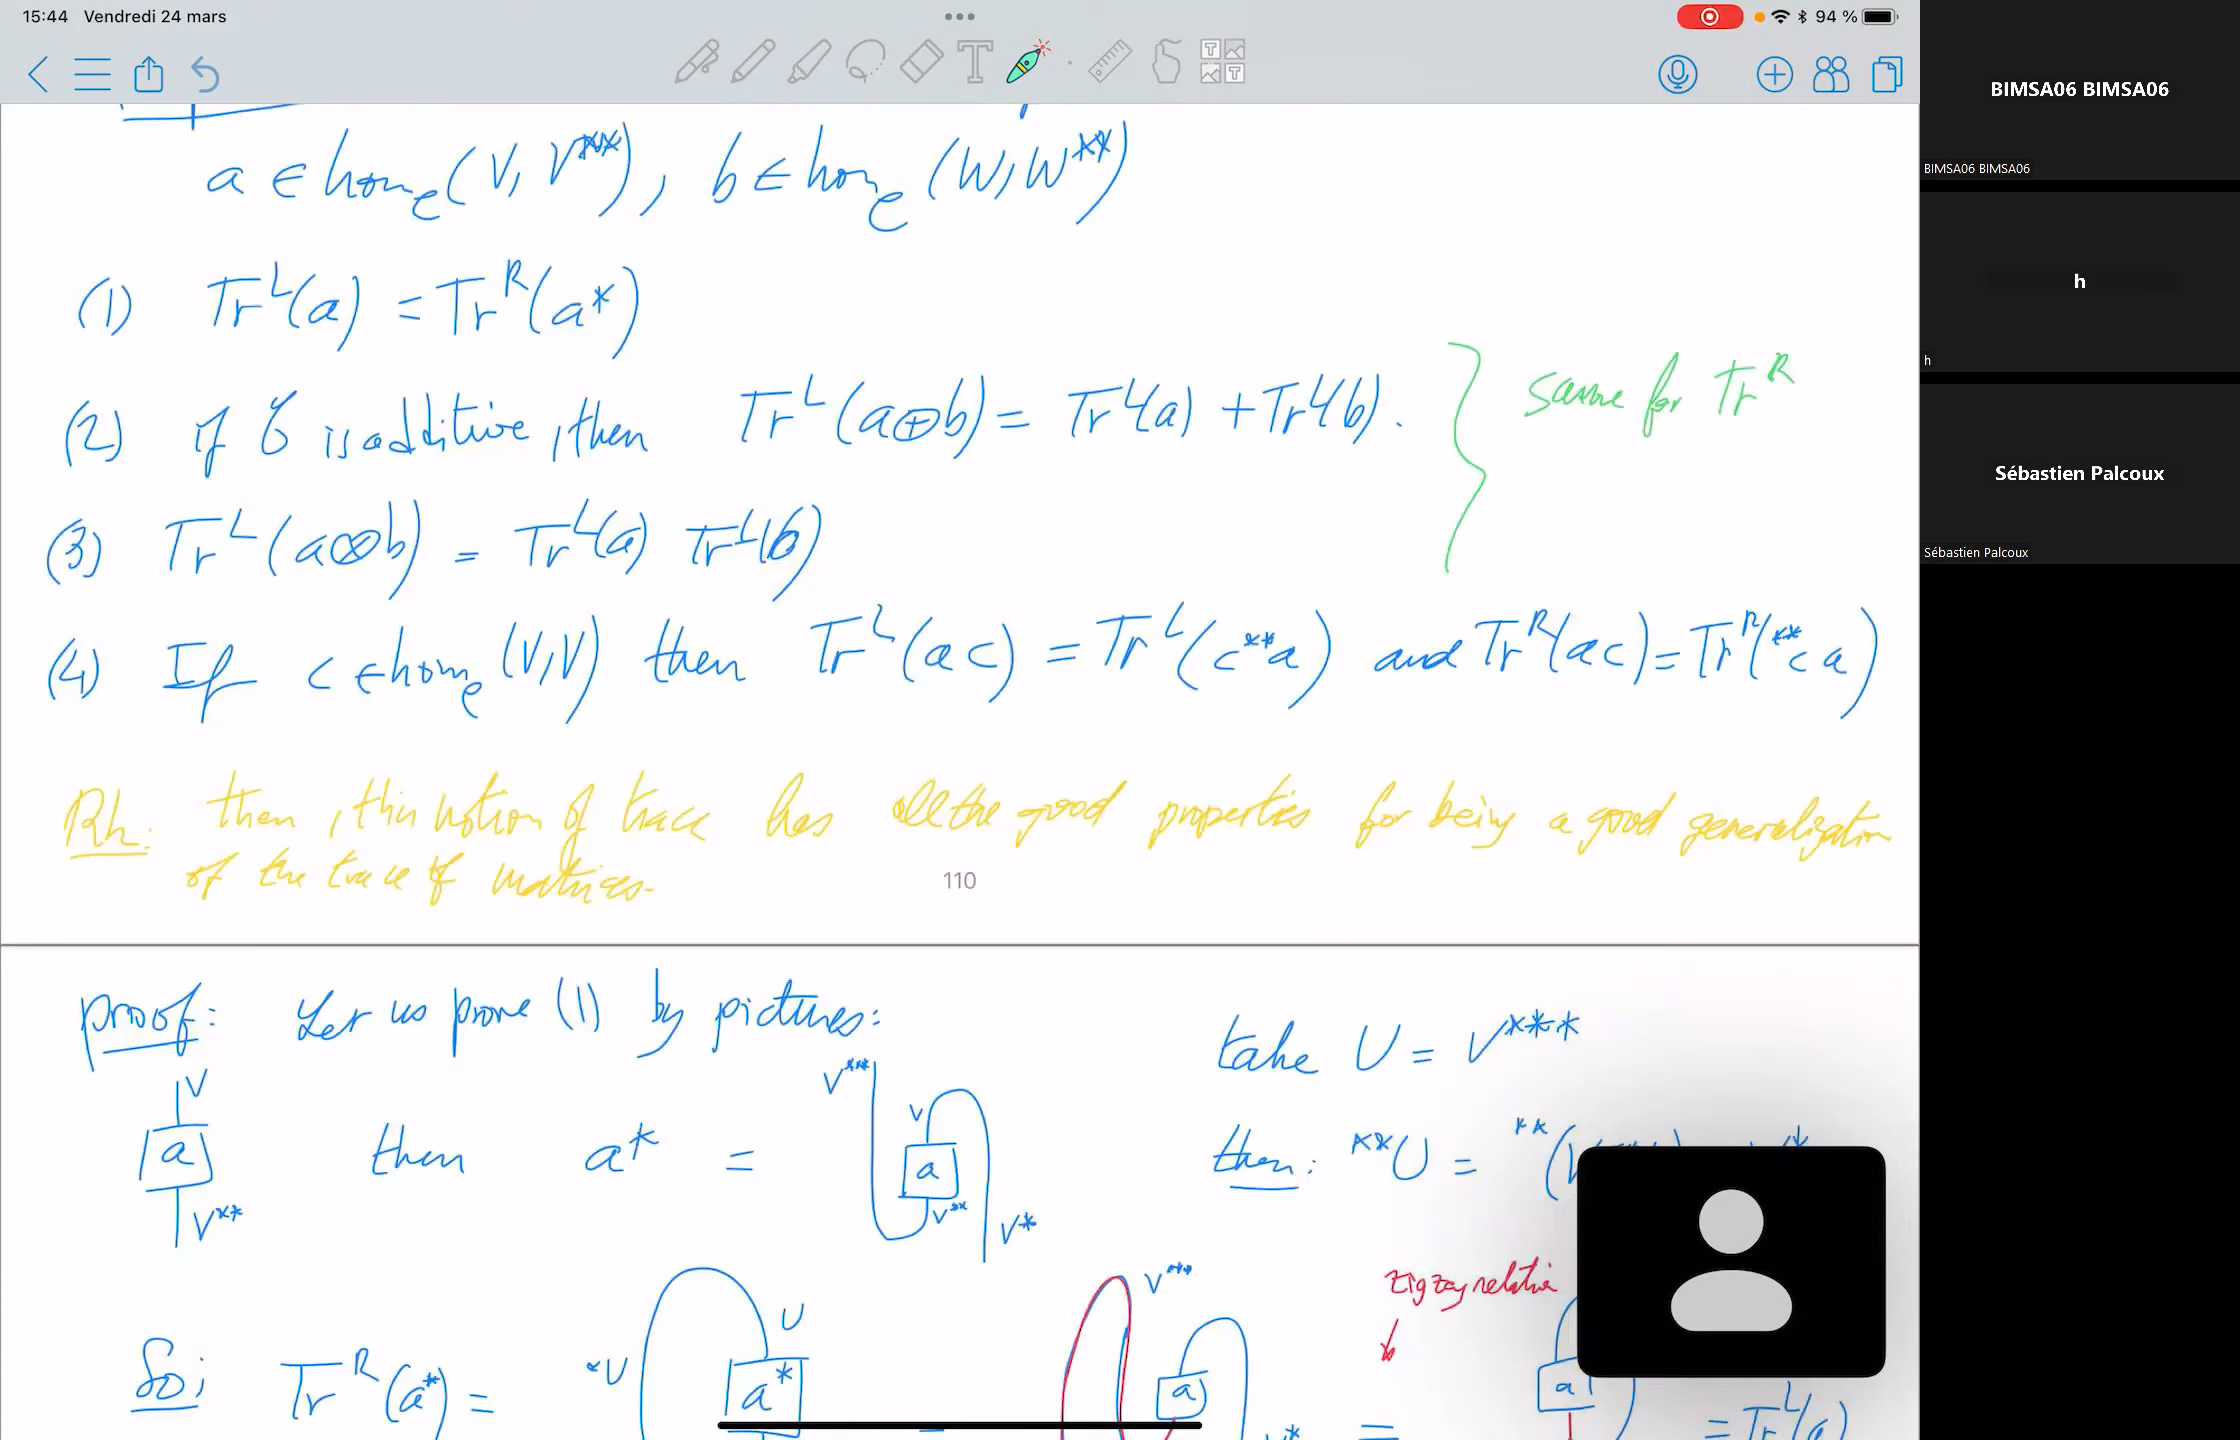 15:44 Vendredi 24 mars
94 %
a ∈ hom_C(V, V**), b ∈ hom_C(W, W**)
(1) Tr^L(a) = Tr^R(a*)
(2) if C is additive, then Tr^L(a⊕b) = Tr^L(a) + Tr^L(b).
same for Tr^R
(3) Tr^L(a⊗b) = Tr^L(a) Tr^L(b)
(4) If c ∈ hom_C(V,V) then Tr^L(ac) = Tr^L(c**a) and Tr^R(ac) = Tr^R(**c a)
Rk: then, this notion of trace has all the good properties for being a good generalization
of the trace of matrices.
110
Proof: Let us prove (1) by pictures:
take U = V***
V
a
V**
then a* =
V***
V
a
V**
V*
then: **U = **(
zigzag relation
So: Tr^R(a*) =
*U
U
a*
V***
a
V*
=
a
= Tr^L(a)
BIMSA06 BIMSA06
BIMSA06 BIMSA06
h
h
Sébastien Palcoux
Sébastien Palcoux